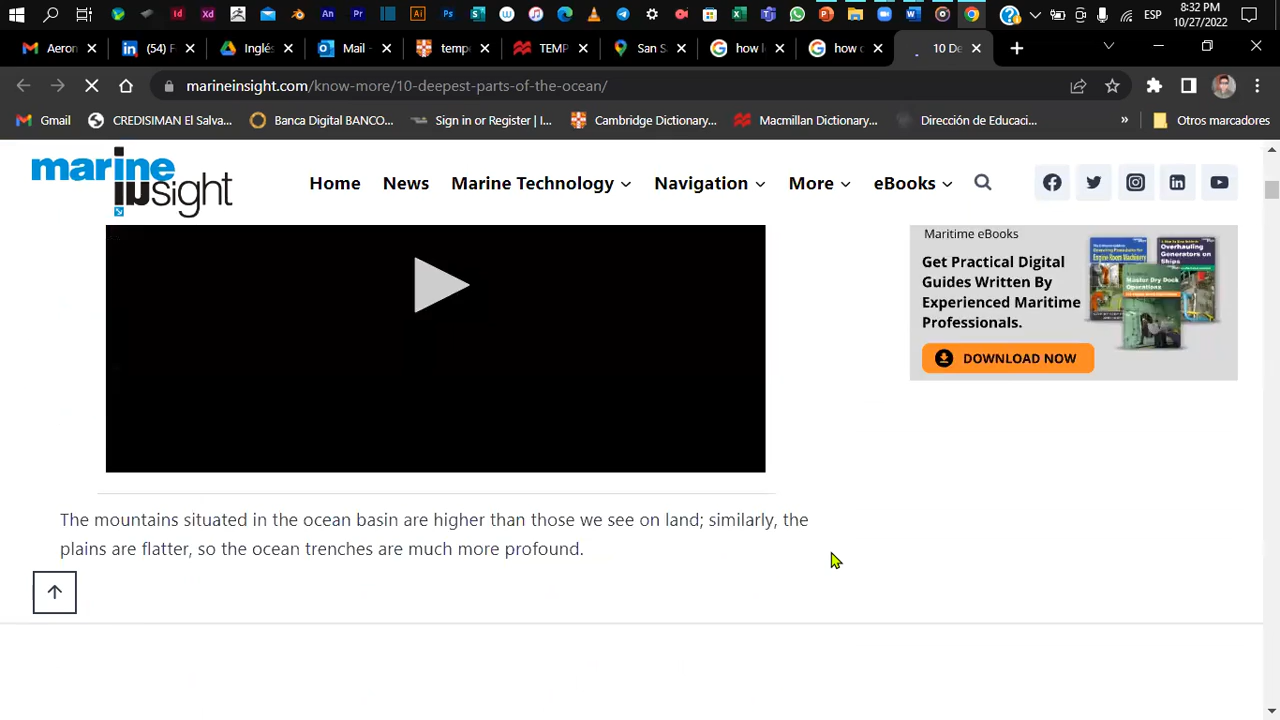 8:32 PM
ESP
10/27/2022
Aeron
(54) F
Inglé
Mail -
temp
TEMP
San S
how l
how c
10 De
marineinsight.com/know-more/10-deepest-parts-of-the-ocean/
Gmail
CREDISIMAN El Salva...
Banca Digital BANCO...
Sign in or Register | I...
Cambridge Dictionary...
Macmillan Dictionary...
Dirección de Educaci...
»
Otros marcadores
marine insight
Home
News
Marine Technology
Navigation
More
eBooks
Maritime eBooks
Get Practical Digital
Guides Written By
Experienced Maritime
Professionals.
DOWNLOAD NOW
The mountains situated in the ocean basin are higher than those we see on land; similarly, the
plains are flatter, so the ocean trenches are much more profound.